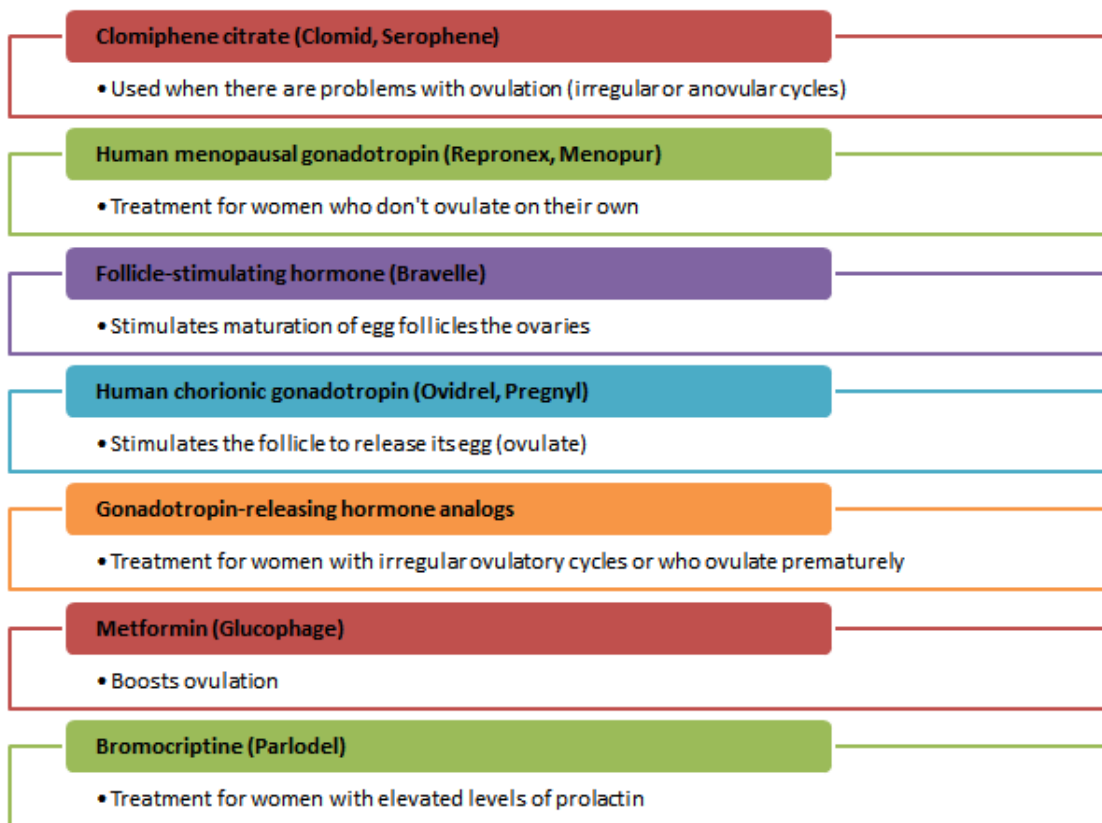 Clomiphene citrate (Clomid, Serophene)
• Used when there are problems with ovulation (irregular or anovular cycles)
Human menopausal gonadotropin (Repronex, Menopur)
• Treatment for women who don't ovulate on their own
Follicle-stimulating hormone (Bravelle)
• Stimulates maturation of egg follicles the ovaries
Human chorionic gonadotropin (Ovidrel, Pregnyl)
• Stimulates the follicle to release its egg (ovulate)
Gonadotropin-releasing hormone analogs
• Treatment for women with irregular ovulatory cycles or who ovulate prematurely
Metformin (Glucophage)
• Boosts ovulation
Bromocriptine (Parlodel)
• Treatment for women with elevated levels of prolactin